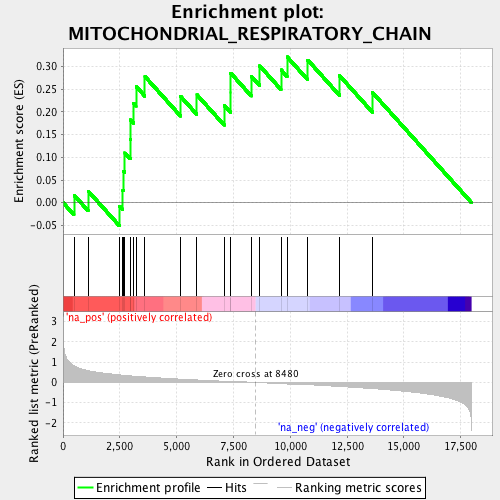 Enrichment plot:
MITOCHONDRIAL_RESPIRATORY_CHAIN
Enrichment score (ES)
0.30
0.25
0.20
0.15
0.10
0.05
0.00
-0.05
'na_pos' (positively correlated)
Ranked list metric (PreRanked)
3
2
1
0
-1
-2
Zero cross at 8480
'na_neg' (negatively correlated)
0 2,500 5,000 7,500 10,000 12,500 15,000 17,500
Rank in Ordered Dataset
Enrichment profile Hits Ranking metric scores